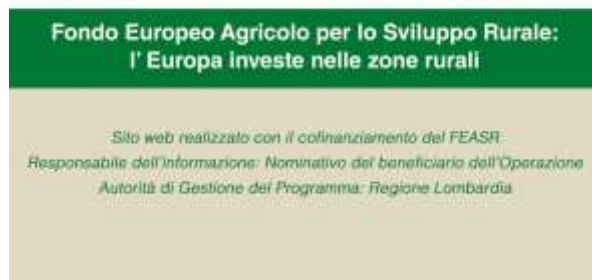 Fondo Europeo Agricolo per lo Sviluppo Rurale:
l' Europa investe nelle zone rurali
Sito web realizzato con il cofinanziamento del FEASR
Responsabile dell'informazione: Nominativo del beneficiario dell'Operazione
Autorità di Gestione del Programma: Regione Lombardia